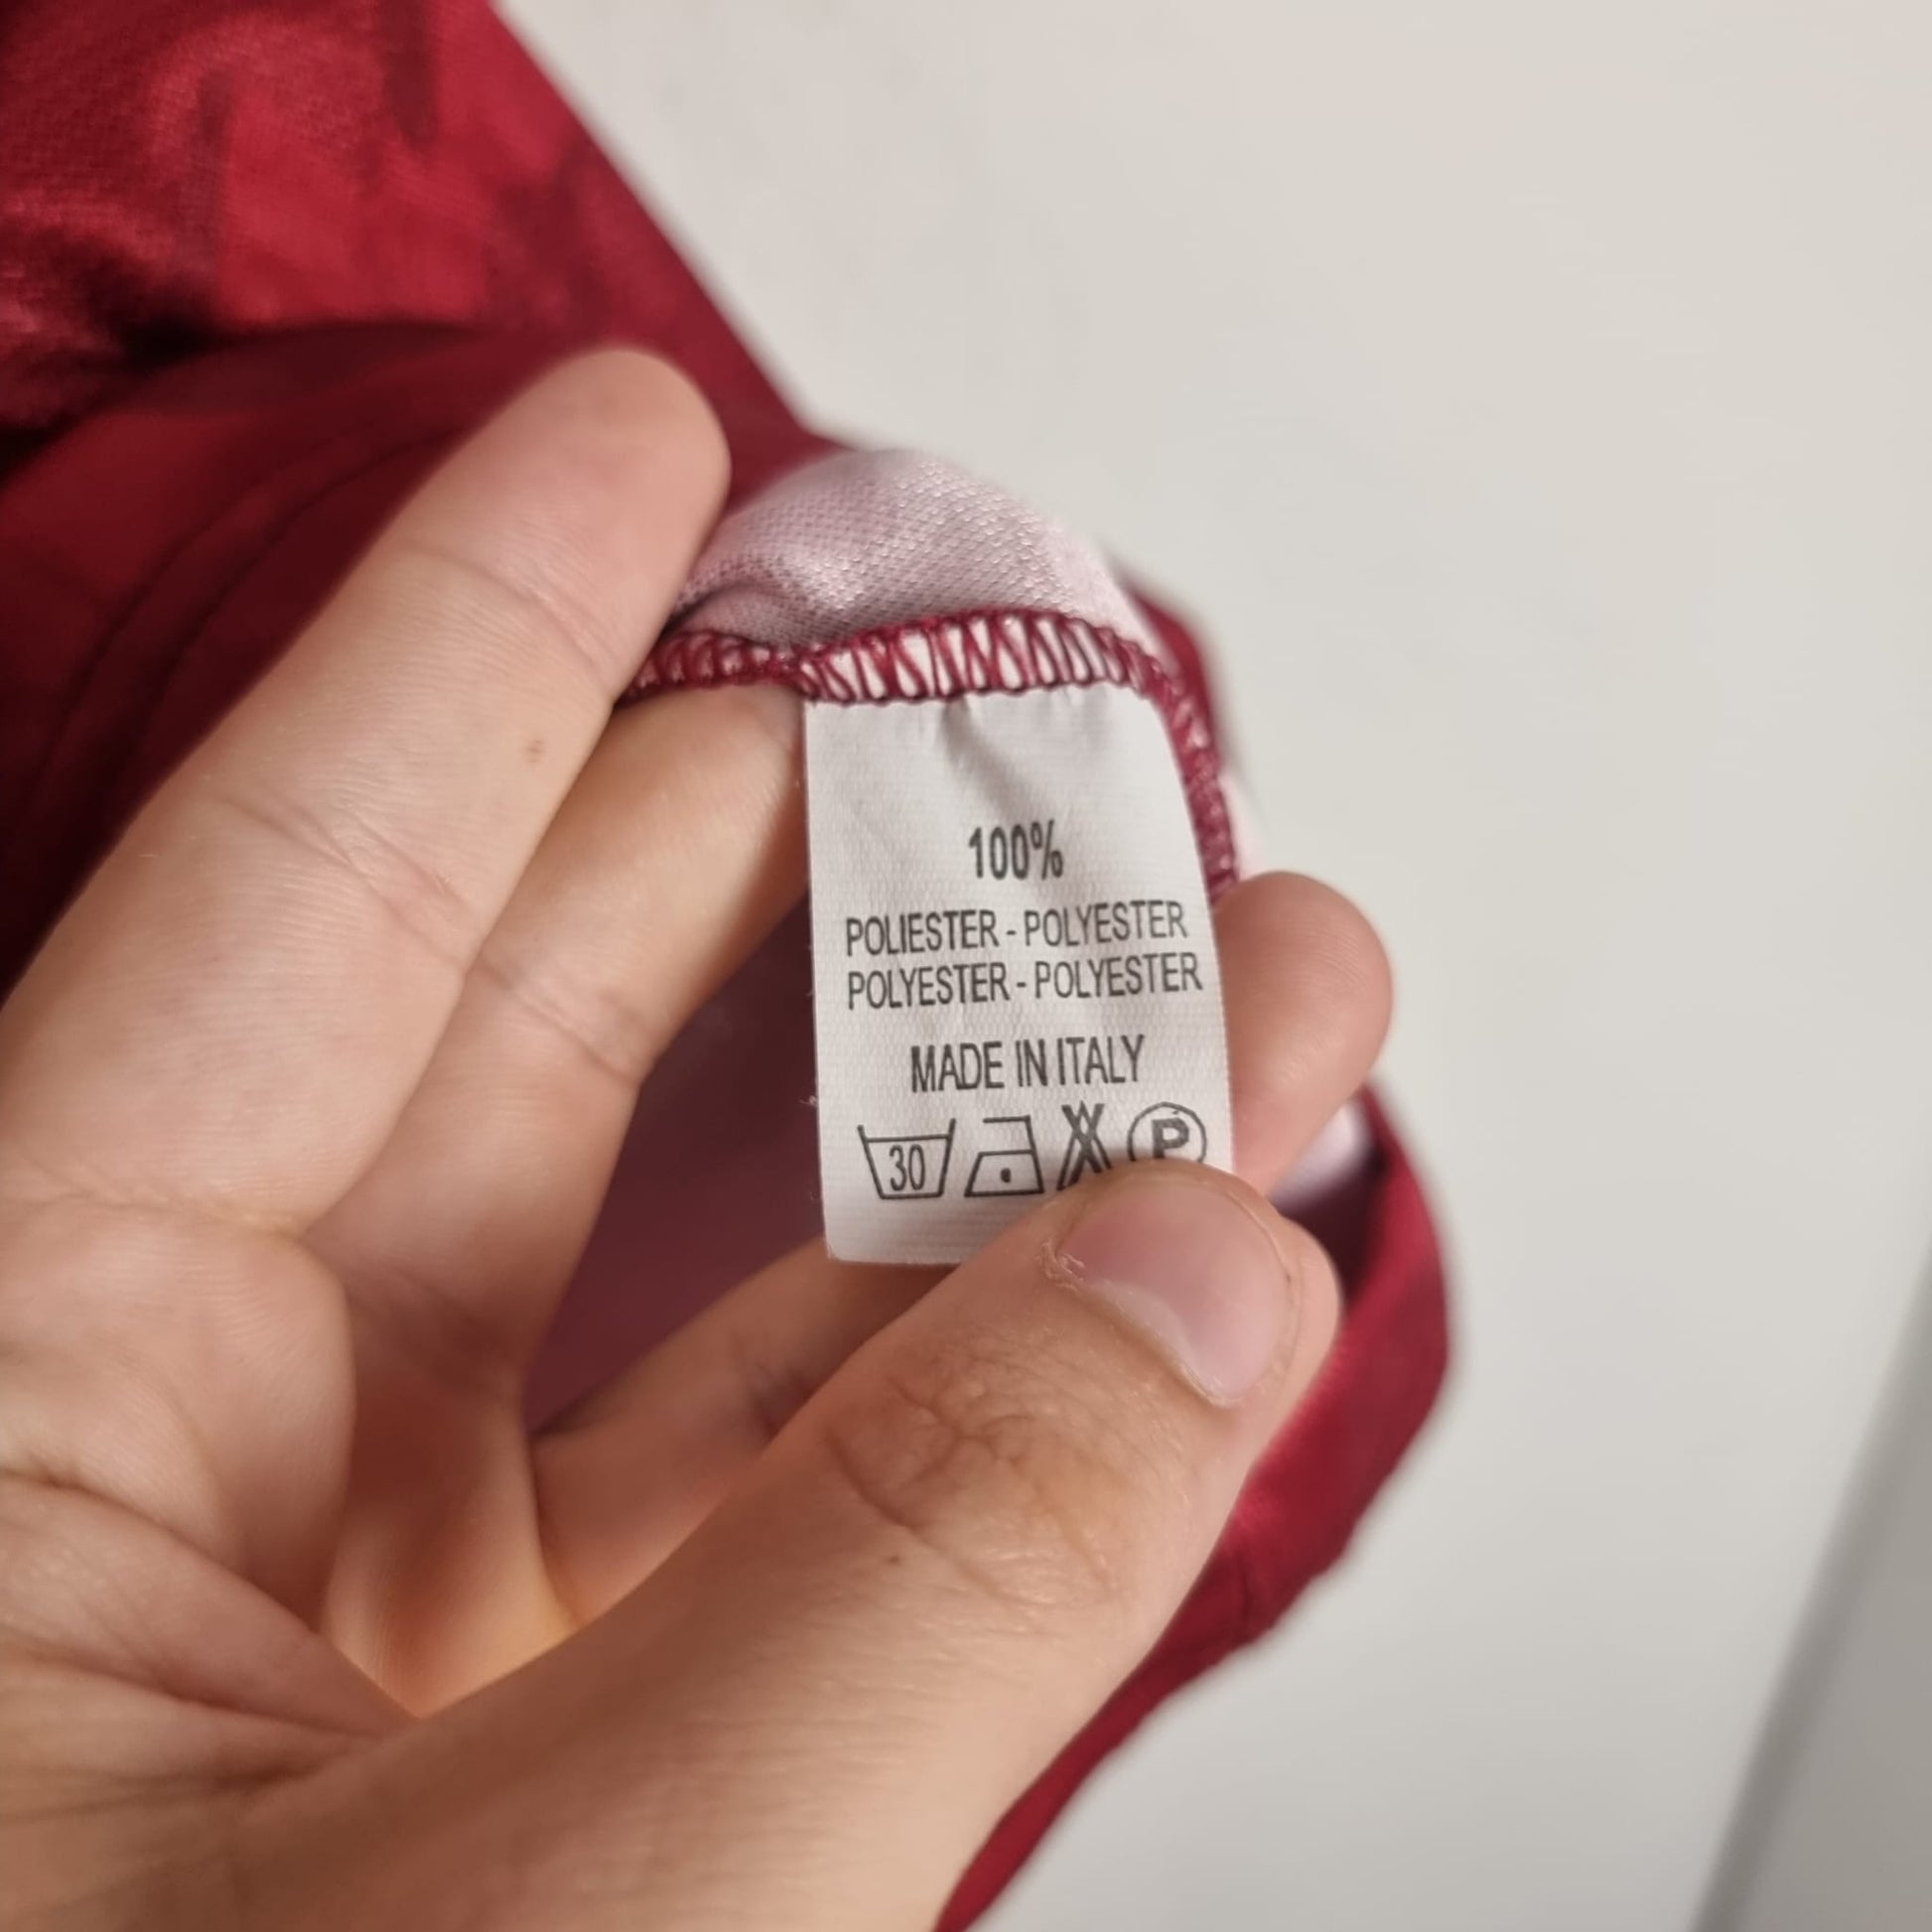 100%
POLIESTER - POLYESTER
POLYESTER - POLYESTER
MADE IN ITALY
30 P